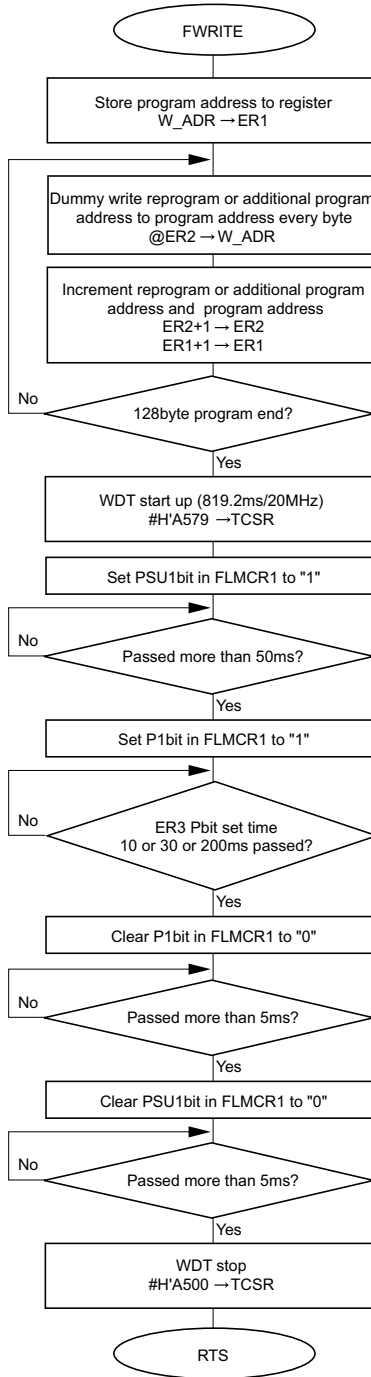 FWRITE
Store program address to register
W_ADR → ER1
Dummy write reprogram or additional program
address to program address every byte
@ER2 → W_ADR
Increment reprogram or additional program
address and program address
ER2+1 → ER2
ER1+1 → ER1
No
128byte program end?
Yes
WDT start up (819.2ms/20MHz)
#H'A579 → TCSR
Set PSU1bit in FLMCR1 to "1"
No
Passed more than 50ms?
Yes
Set P1bit in FLMCR1 to "1"
No
ER3 Pbit set time
10 or 30 or 200ms passed?
Yes
Clear P1bit in FLMCR1 to "0"
No
Passed more than 5ms?
Yes
Clear PSU1bit in FLMCR1 to "0"
No
Passed more than 5ms?
Yes
WDT stop
#H'A500 → TCSR
RTS